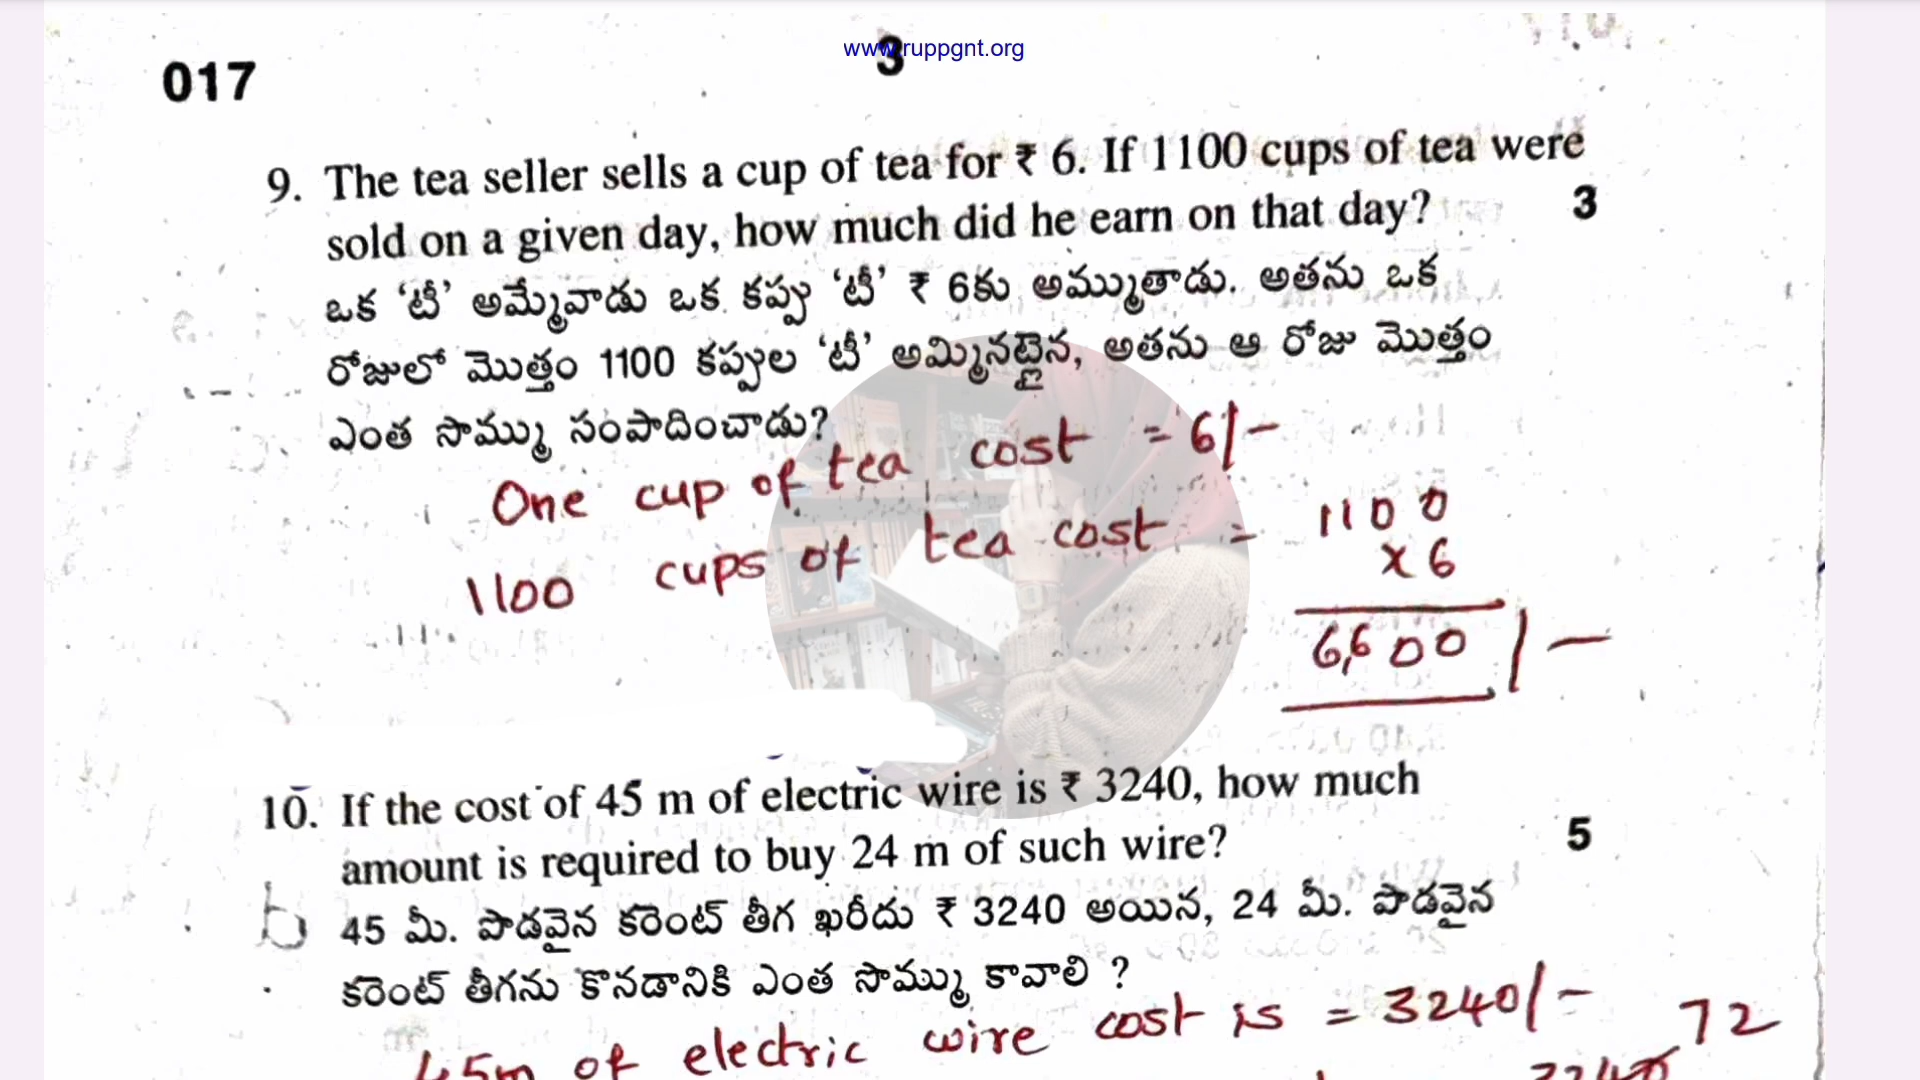 www.ruppgnt.org
3
017
9. The tea seller sells a cup of tea for ₹ 6. If 1100 cups of tea were
sold on a given day, how much did he earn on that day? 3
ఒక ‘టీ’ అమ్మేవాడు ఒక కప్పు ‘టీ’ ₹ 6కు అమ్ముతాడు. అతను ఒక
రోజులో మొత్తం 1100 కప్పుల ‘టీ’ అమ్మినట్లైన, అతను ఆ రోజు మొత్తం
ఎంత సొమ్ము సంపాదించాడు?
One cup of tea cost = 6/-
1100 cups of tea cost = 1100
x 6
6,600 /-
10. If the cost of 45 m of electric wire is ₹ 3240, how much
amount is required to buy 24 m of such wire? 5
45 మీ. పొడవైన కరెంట్ తీగ ఖరీదు ₹ 3240 అయిన, 24 మీ. పొడవైన
కరెంట్ తీగను కొనడానికి ఎంత సొమ్ము కావాలి ?
45m of electric wire cost is = 3240/-
72